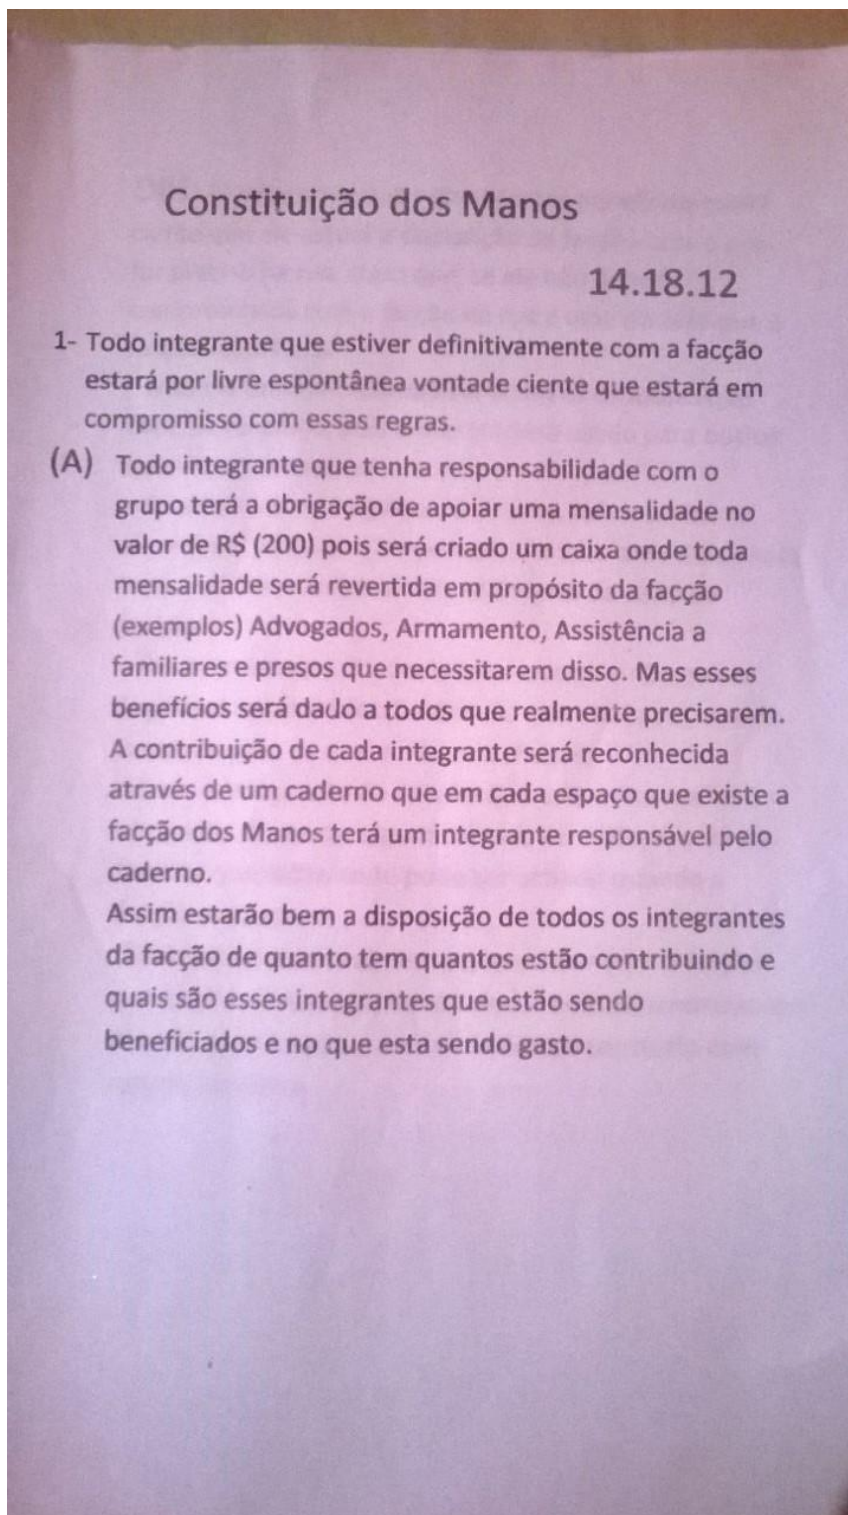 Constituição dos Manos
14.18.12
1- Todo integrante que estiver definitivamente com a facção
estará por livre espontânea vontade ciente que estará em
compromisso com essas regras.
(A) Todo integrante que tenha responsabilidade com o
grupo terá a obrigação de apoiar uma mensalidade no
valor de R$ (200) pois será criado um caixa onde toda
mensalidade será revertida em propósito da facção
(exemplos) Advogados, Armamento, Assistência a
familiares e presos que necessitarem disso. Mas esses
benefícios será dado a todos que realmente precisarem.
A contribuição de cada integrante será reconhecida
através de um caderno que em cada espaço que existe a
facção dos Manos terá um integrante responsável pelo
caderno.
Assim estarão bem a disposição de todos os integrantes
da facção de quanto tem quantos estão contribuindo e
quais são esses integrantes que estão sendo
beneficiados e no que esta sendo gasto.